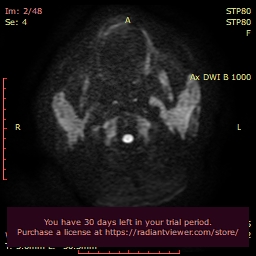 Im: 2/48
Se: 4
A
STP80
STP80
F
Ax DWI B 1000
R
L
You have 30 days left in your trial period.
Purchase a license at https://radiantviewer.com/store/